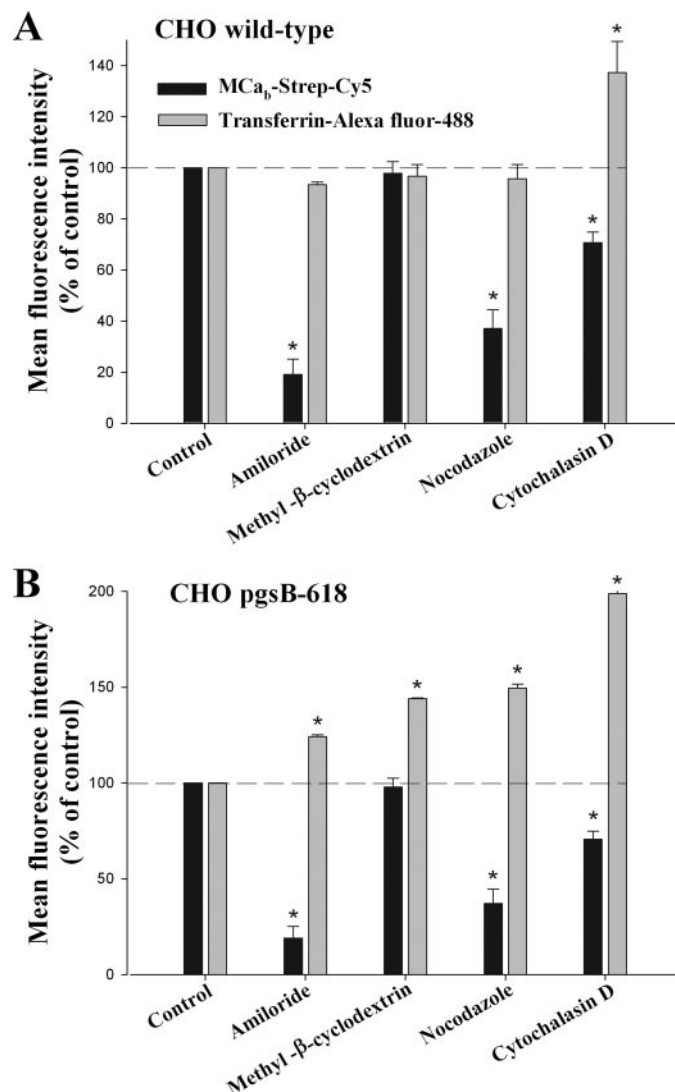 A
CHO wild-type
MCab-Strep-Cy5
Transferrin-Alexa fluor-488
Mean fluorescence intensity
(% of control)
140
120
100
80
60
40
20
0
*
*
*
*
Control
Amiloride
Methyl -β-cyclodextrin
Nocodazole
Cytochalasin D
B
CHO pgsB-618
Mean fluorescence intensity
(% of control)
200
150
100
50
0
*
*
*
*
*
*
*
Control
Amiloride
Methyl -β-cyclodextrin
Nocodazole
Cytochalasin D